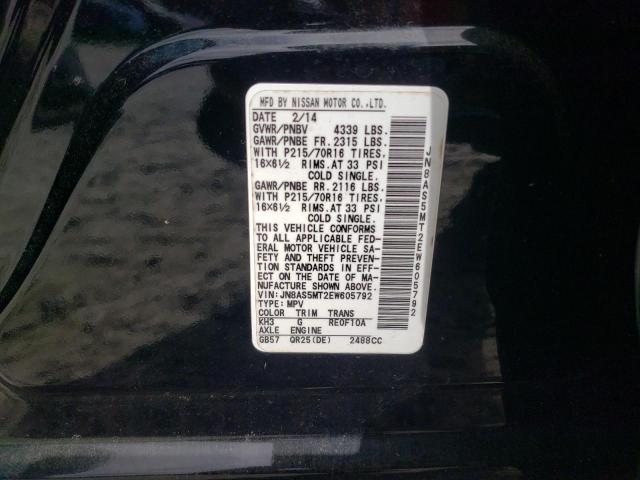 MFD BY NISSAN MOTOR CO.,LTD.
DATE 2/14
GVWR/PNBV 4339 LBS.
GAWR/PNBE FR. 2315 LBS.
WITH P215/70R16 TIRES.
16X6½ RIMS.AT 33 PSI
COLD SINGLE.
GAWR/PNBE RR. 2116 LBS.
WITH P215/70R16 TIRES.
16X6½ RIMS.AT 33 PSI
COLD SINGLE.
THIS VEHICLE CONFORMS
TO ALL APPLICABLE FED-
ERAL MOTOR VEHICLE SA-
FETY AND THEFT PREVEN-
TION STANDARDS IN EFF-
ECT ON THE DATE OF MA-
NUFACTURE SHOWN ABOVE.
VIN:JN8AS5MT2EW605792
TYPE:MPV
COLOR TRIM TRANS
KH3 G RE0F10A
AXLE ENGINE
GB57 QR25(DE) 2488CC
JN8AS5MT2EW605792